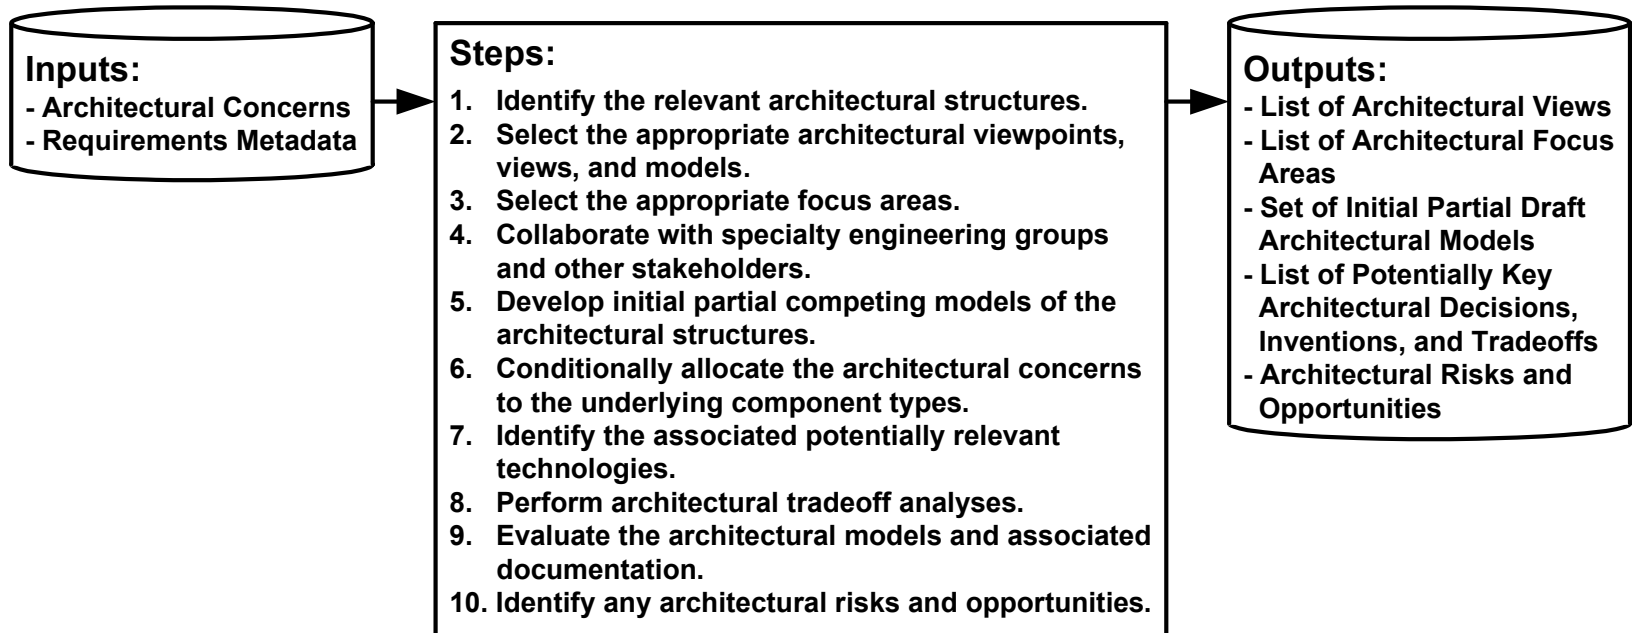 Inputs:
- Architectural Concerns
- Requirements Metadata
Steps:
1. Identify the relevant architectural structures.
2. Select the appropriate architectural viewpoints,
views, and models.
3. Select the appropriate focus areas.
4. Collaborate with specialty engineering groups
and other stakeholders.
5. Develop initial partial competing models of the
architectural structures.
6. Conditionally allocate the architectural concerns
to the underlying component types.
7. Identify the associated potentially relevant
technologies.
8. Perform architectural tradeoff analyses.
9. Evaluate the architectural models and associated
documentation.
10. Identify any architectural risks and opportunities.
Outputs:
- List of Architectural Views
- List of Architectural Focus
Areas
- Set of Initial Partial Draft
Architectural Models
- List of Potentially Key
Architectural Decisions,
Inventions, and Tradeoffs
- Architectural Risks and
Opportunities